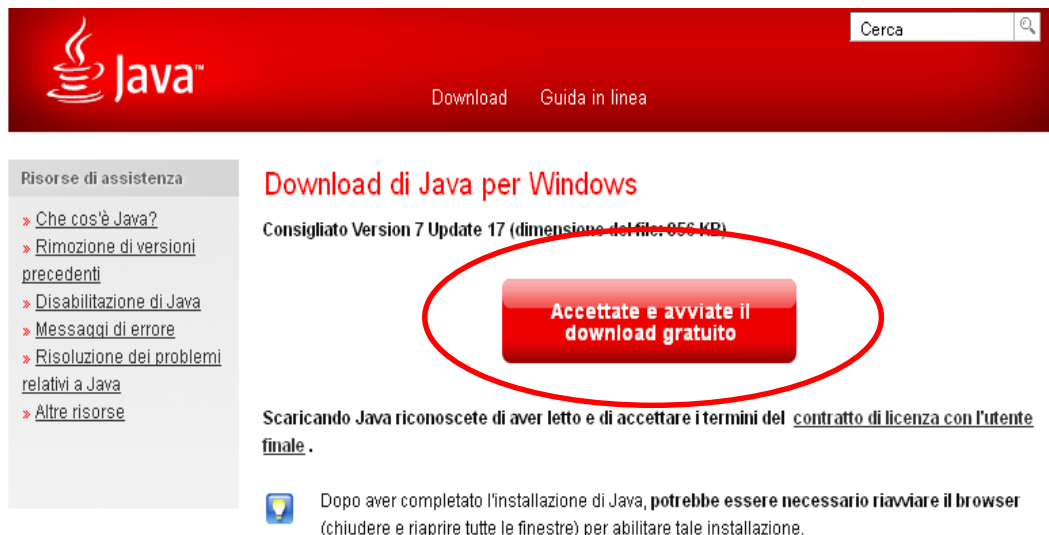 Cerca
Java™
Download Guida in linea
Risorse di assistenza
» Che cos'è Java?
» Rimozione di versioni
precedenti
» Disabilitazione di Java
» Messaggi di errore
» Risoluzione dei problemi
relativi a Java
» Altre risorse
Download di Java per Windows
Consigliato Version 7 Update 17 (dimensione del file: 856 KB)
Accettate e avviate il
download gratuito
Scaricando Java riconoscete di aver letto e di accettare i termini del contratto di licenza con l'utente
finale .
Dopo aver completato l'installazione di Java, potrebbe essere necessario riavviare il browser
(chiudere e riaprire tutte le finestre) per abilitare tale installazione.